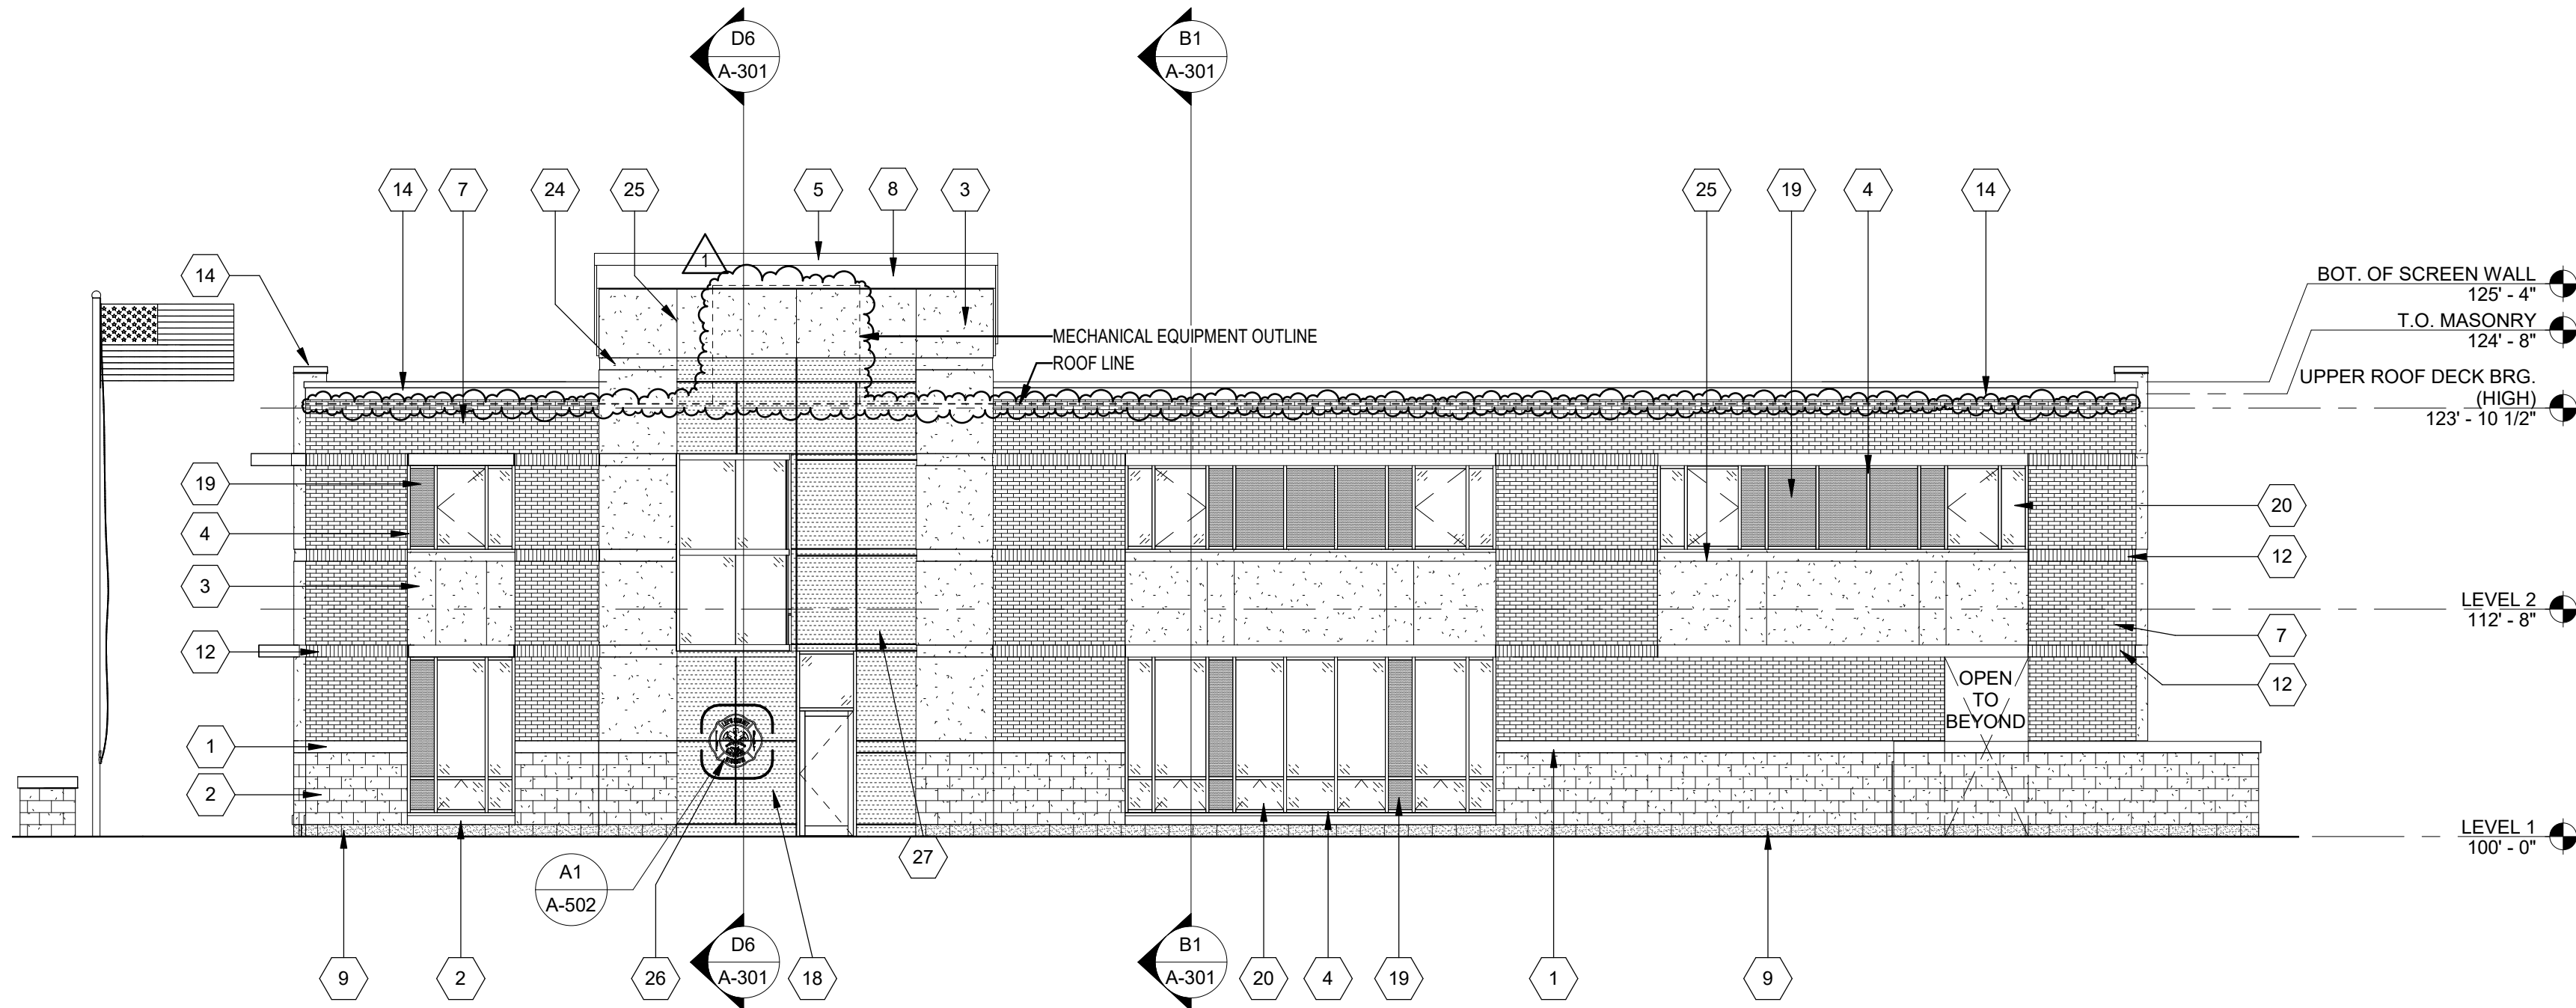 D6
A-301
B1
A-301
14
7
24
25
5
8
3
25
19
4
14
14
1
MECHANICAL EQUIPMENT OUTLINE
ROOF LINE
BOT. OF SCREEN WALL
125' - 4"
T.O. MASONRY
124' - 8"
UPPER ROOF DECK BRG.
(HIGH)
123' - 10 1/2"
19
4
3
12
1
2
20
12
LEVEL 2
112' - 8"
7
12
OPEN
TO
BEYOND
LEVEL 1
100' - 0"
27
A1
A-502
9
2
26
D6
A-301
18
B1
A-301
20
4
19
1
9